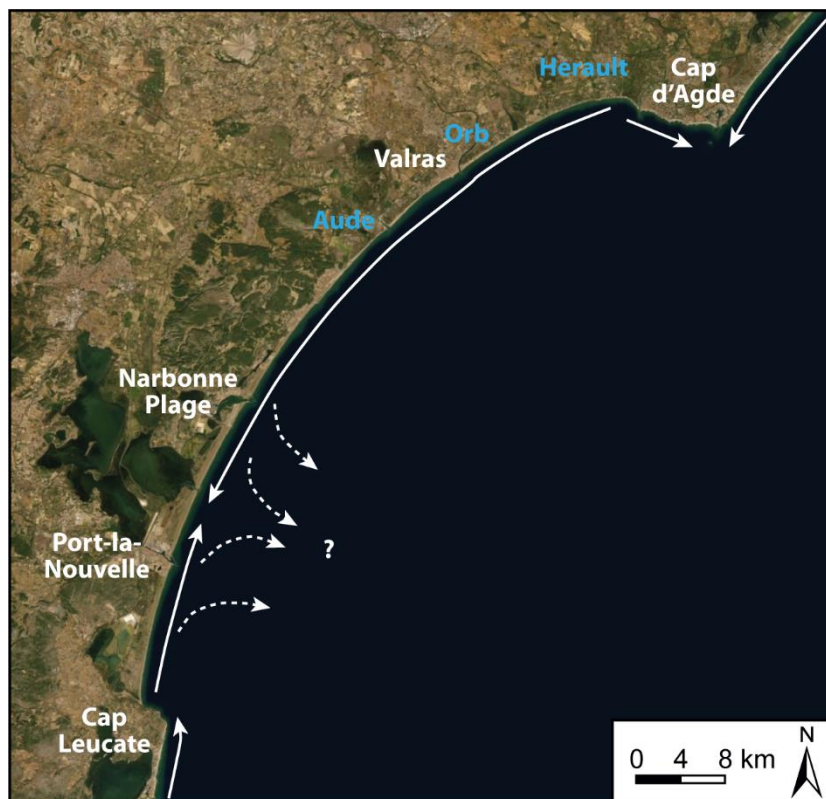 Herault
Cap
d'Agde
Orb
Valras
Aude
Narbonne
Plage
Port-la-
Nouvelle
?
Cap
Leucate
N
0 4 8 km